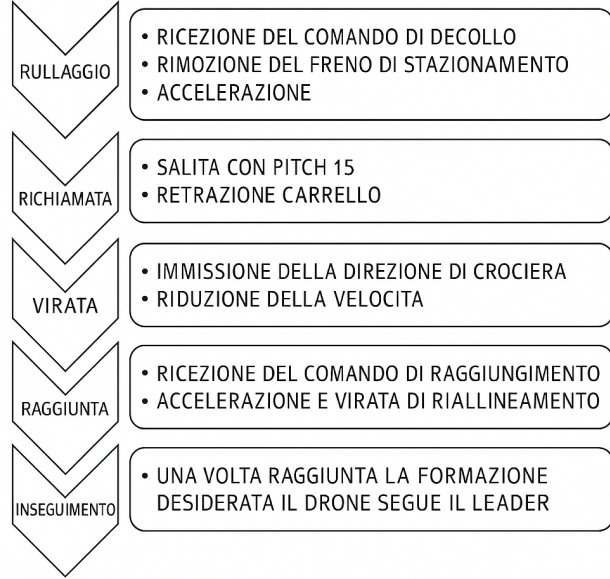 RULLAGGIO
• RICEZIONE DEL COMANDO DI DECOLLO
• RIMOZIONE DEL FRENO DI STAZIONAMENTO
• ACCELERAZIONE
RICHIAMATA
• SALITA CON PITCH 15
• RETRAZIONE CARRELLO
VIRATA
• IMMISSIONE DELLA DIREZIONE DI CROCIERA
• RIDUZIONE DELLA VELOCITA
RAGGIUNTA
• RICEZIONE DEL COMANDO DI RAGGIUNGIMENTO
• ACCELERAZIONE E VIRATA DI RIALLINEAMENTO
INSEGUIMENTO
• UNA VOLTA RAGGIUNTA LA FORMAZIONE
DESIDERATA IL DRONE SEGUE IL LEADER